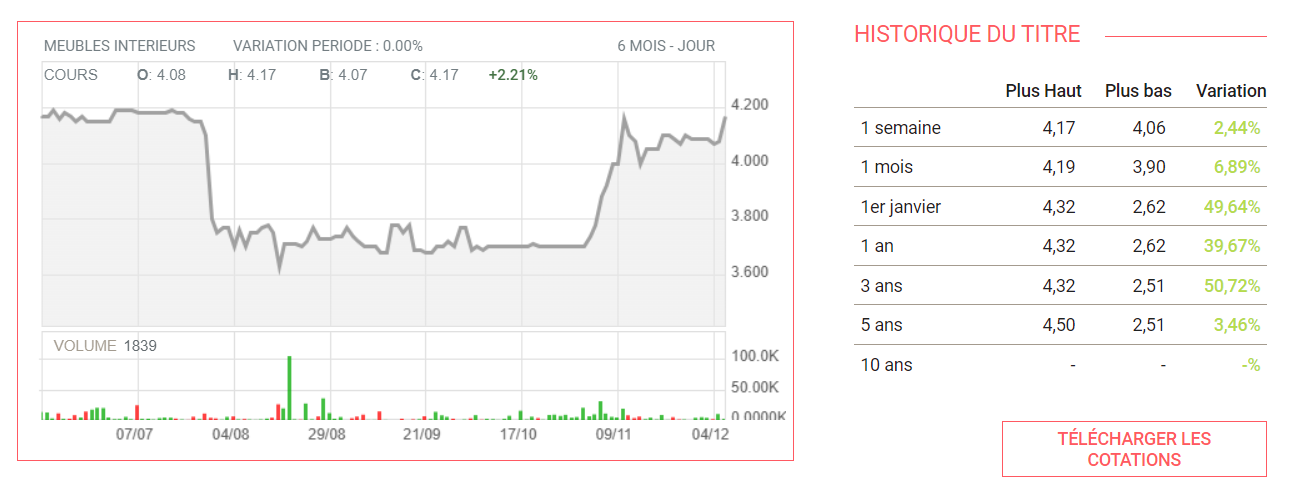 MEUBLES INTERIEURS VARIATION PERIODE : 0.00% 6 MOIS - JOUR
COURS O: 4.08 H: 4.17 B: 4.07 C: 4.17 +2.21%
4.200
4.000
3.800
3.600
VOLUME 1839
100.0K
50.00K
0.0000K
07/07 04/08 29/08 21/09 17/10 09/11 04/12
HISTORIQUE DU TITRE
Plus Haut Plus bas Variation
1 semaine 4,17 4,06 2,44%
1 mois 4,19 3,90 6,89%
1er janvier 4,32 2,62 49,64%
1 an 4,32 2,62 39,67%
3 ans 4,32 2,51 50,72%
5 ans 4,50 2,51 3,46%
10 ans - - -%
TÉLÉCHARGER LES
COTATIONS